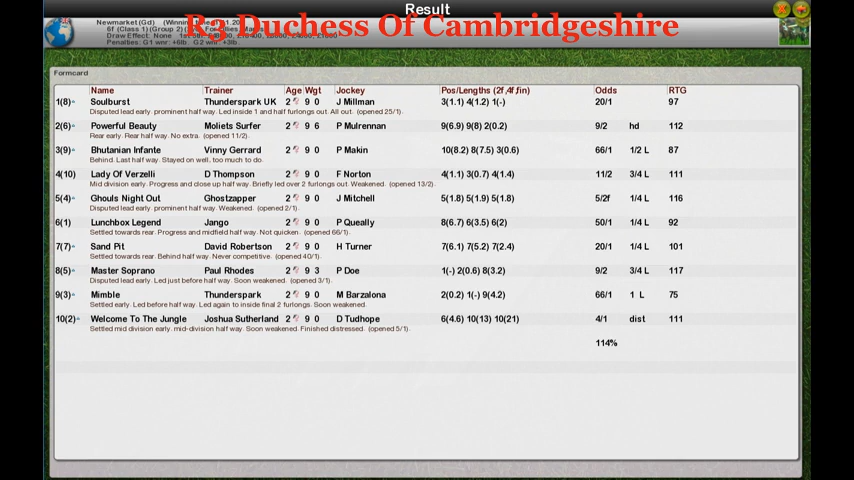 Result
R3 Duchess Of Cambridgeshire
Newmarket (Gd) (Winning
6f (Class 1) (Group 2)
Draw Effect: None
Penalties: G1 wnr: +6lb. G2 wnr: +3lb.
Formcard
Name Trainer Age Wgt Jockey Pos/Lengths (2f,4f,fin) Odds RTG
1(8) Soulburst Thunderspark UK 2 9 0 J Millman 3(1.1) 4(1.2) 1(-) 20/1 97
Disputed lead early. prominent half way. Led inside 1 and half furlongs out. All out. (opened 25/1).
2(6) Powerful Beauty Moliets Surfer 2 9 6 P Mulrennan 9(6.9) 9(8) 2(0.2) 9/2 hd 112
Rear early. Rear half way. No extra. (opened 11/2).
3(9) Bhutanian Infante Vinny Gerrard 2 9 0 P Makin 10(8.2) 8(7.5) 3(0.6) 66/1 1/2 L 87
Behind. Last half way. Stayed on well, too much to do.
4(10) Lady Of Verzelli D Thompson 2 9 0 F Norton 4(1.1) 3(0.7) 4(1.4) 11/2 3/4 L 111
Mid division early. Progress and close up half way. Briefly led over 2 furlongs out. Weakened. (opened 13/2).
5(4) Ghouls Night Out Ghostzapper 2 9 0 J Mitchell 5(1.8) 5(1.9) 5(1.8) 5/2f 1/4 L 116
Disputed lead early. prominent half way. Weakened. (opened 2/1).
6(1) Lunchbox Legend Jango 2 9 0 P Queally 8(6.7) 6(3.5) 6(2) 50/1 1/4 L 92
Settled towards rear. Progress and midfield half way. Not quicken. (opened 66/1).
7(7) Sand Pit David Robertson 2 9 0 H Turner 7(6.1) 7(5.2) 7(2.4) 20/1 1/4 L 101
Settled towards rear. Behind half way. Never competitive. (opened 40/1).
8(5) Master Soprano Paul Rhodes 2 9 3 P Doe 1(-) 2(0.6) 8(3.2) 9/2 3/4 L 117
Disputed lead early. Led just before half way. Soon weakened. (opened 3/1).
9(3) Mimble Thunderspark 2 9 0 M Barzalona 2(0.2) 1(-) 9(4.2) 66/1 1 L 75
Settled early. Led before half way. Led again to inside final 2 furlongs. Soon weakened.
10(2) Welcome To The Jungle Joshua Sutherland 2 9 0 D Tudhope 6(4.6) 10(13) 10(21) 4/1 dist 111
Settled mid division early. mid-division half way. Soon weakened. Finished distressed. (opened 5/1).
114%